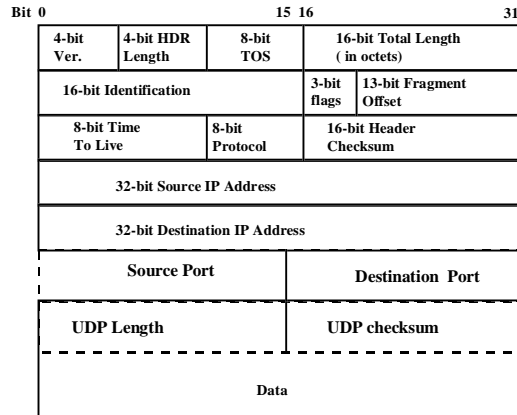 Bit 0 15 16 31
4-bit Ver.
4-bit HDR Length
8-bit TOS
16-bit Total Length ( in octets)
16-bit Identification
3-bit flags
13-bit Fragment Offset
8-bit Time To Live
8-bit Protocol
16-bit Header Checksum
32-bit Source IP Address
32-bit Destination IP Address
Source Port
Destination Port
UDP Length
UDP checksum
Data